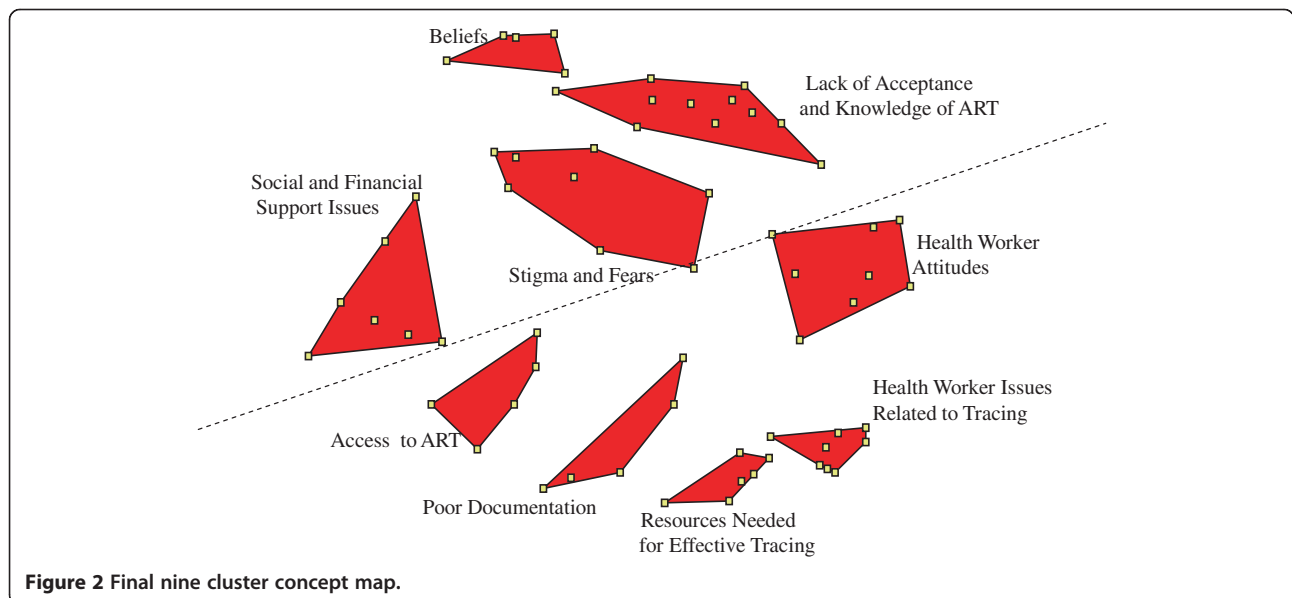 Beliefs
Lack of Acceptance
and Knowledge of ART
Social and Financial
Support Issues
Stigma and Fears
Health Worker
Attitudes
Access to ART
Health Worker Issues
Related to Tracing
Poor Documentation
Resources Needed
for Effective Tracing
Figure 2 Final nine cluster concept map.